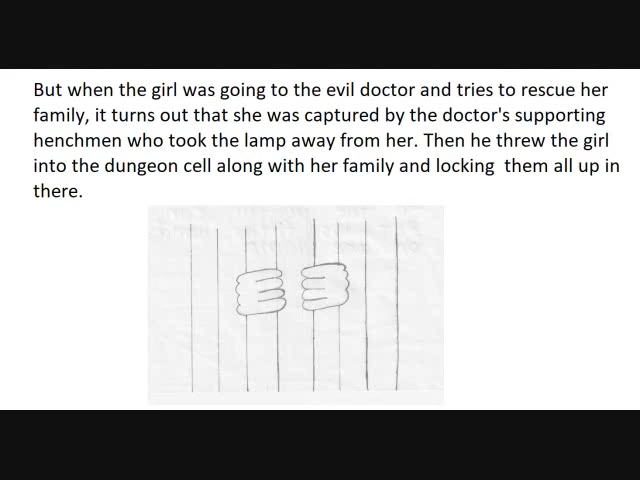 But when the girl was going to the evil doctor and tries to rescue her
family, it turns out that she was captured by the doctor's supporting
henchmen who took the lamp away from her. Then he threw the girl
into the dungeon cell along with her family and locking  them all up in
there.